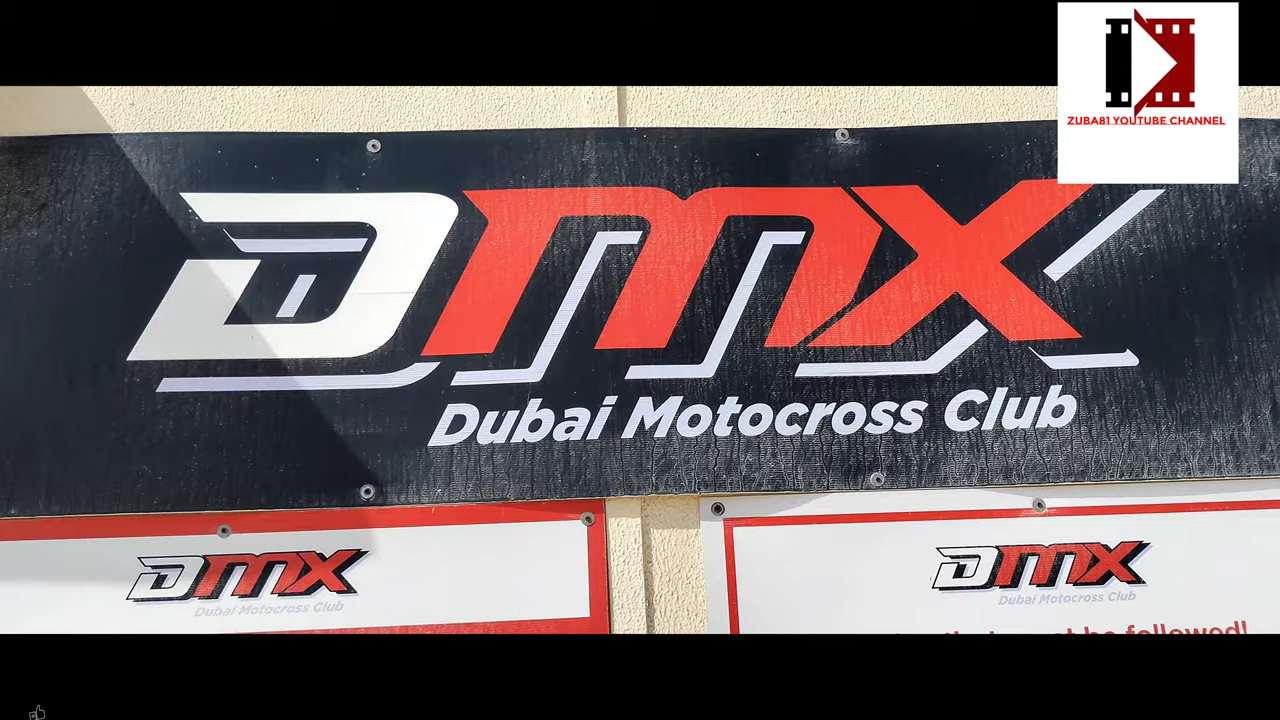 ZUBA81 YOUTUBE CHANNEL
DMX
Dubai Motocross Club
DMX
Dubai Motocross Club
DMX
Dubai Motocross Club
be followed!